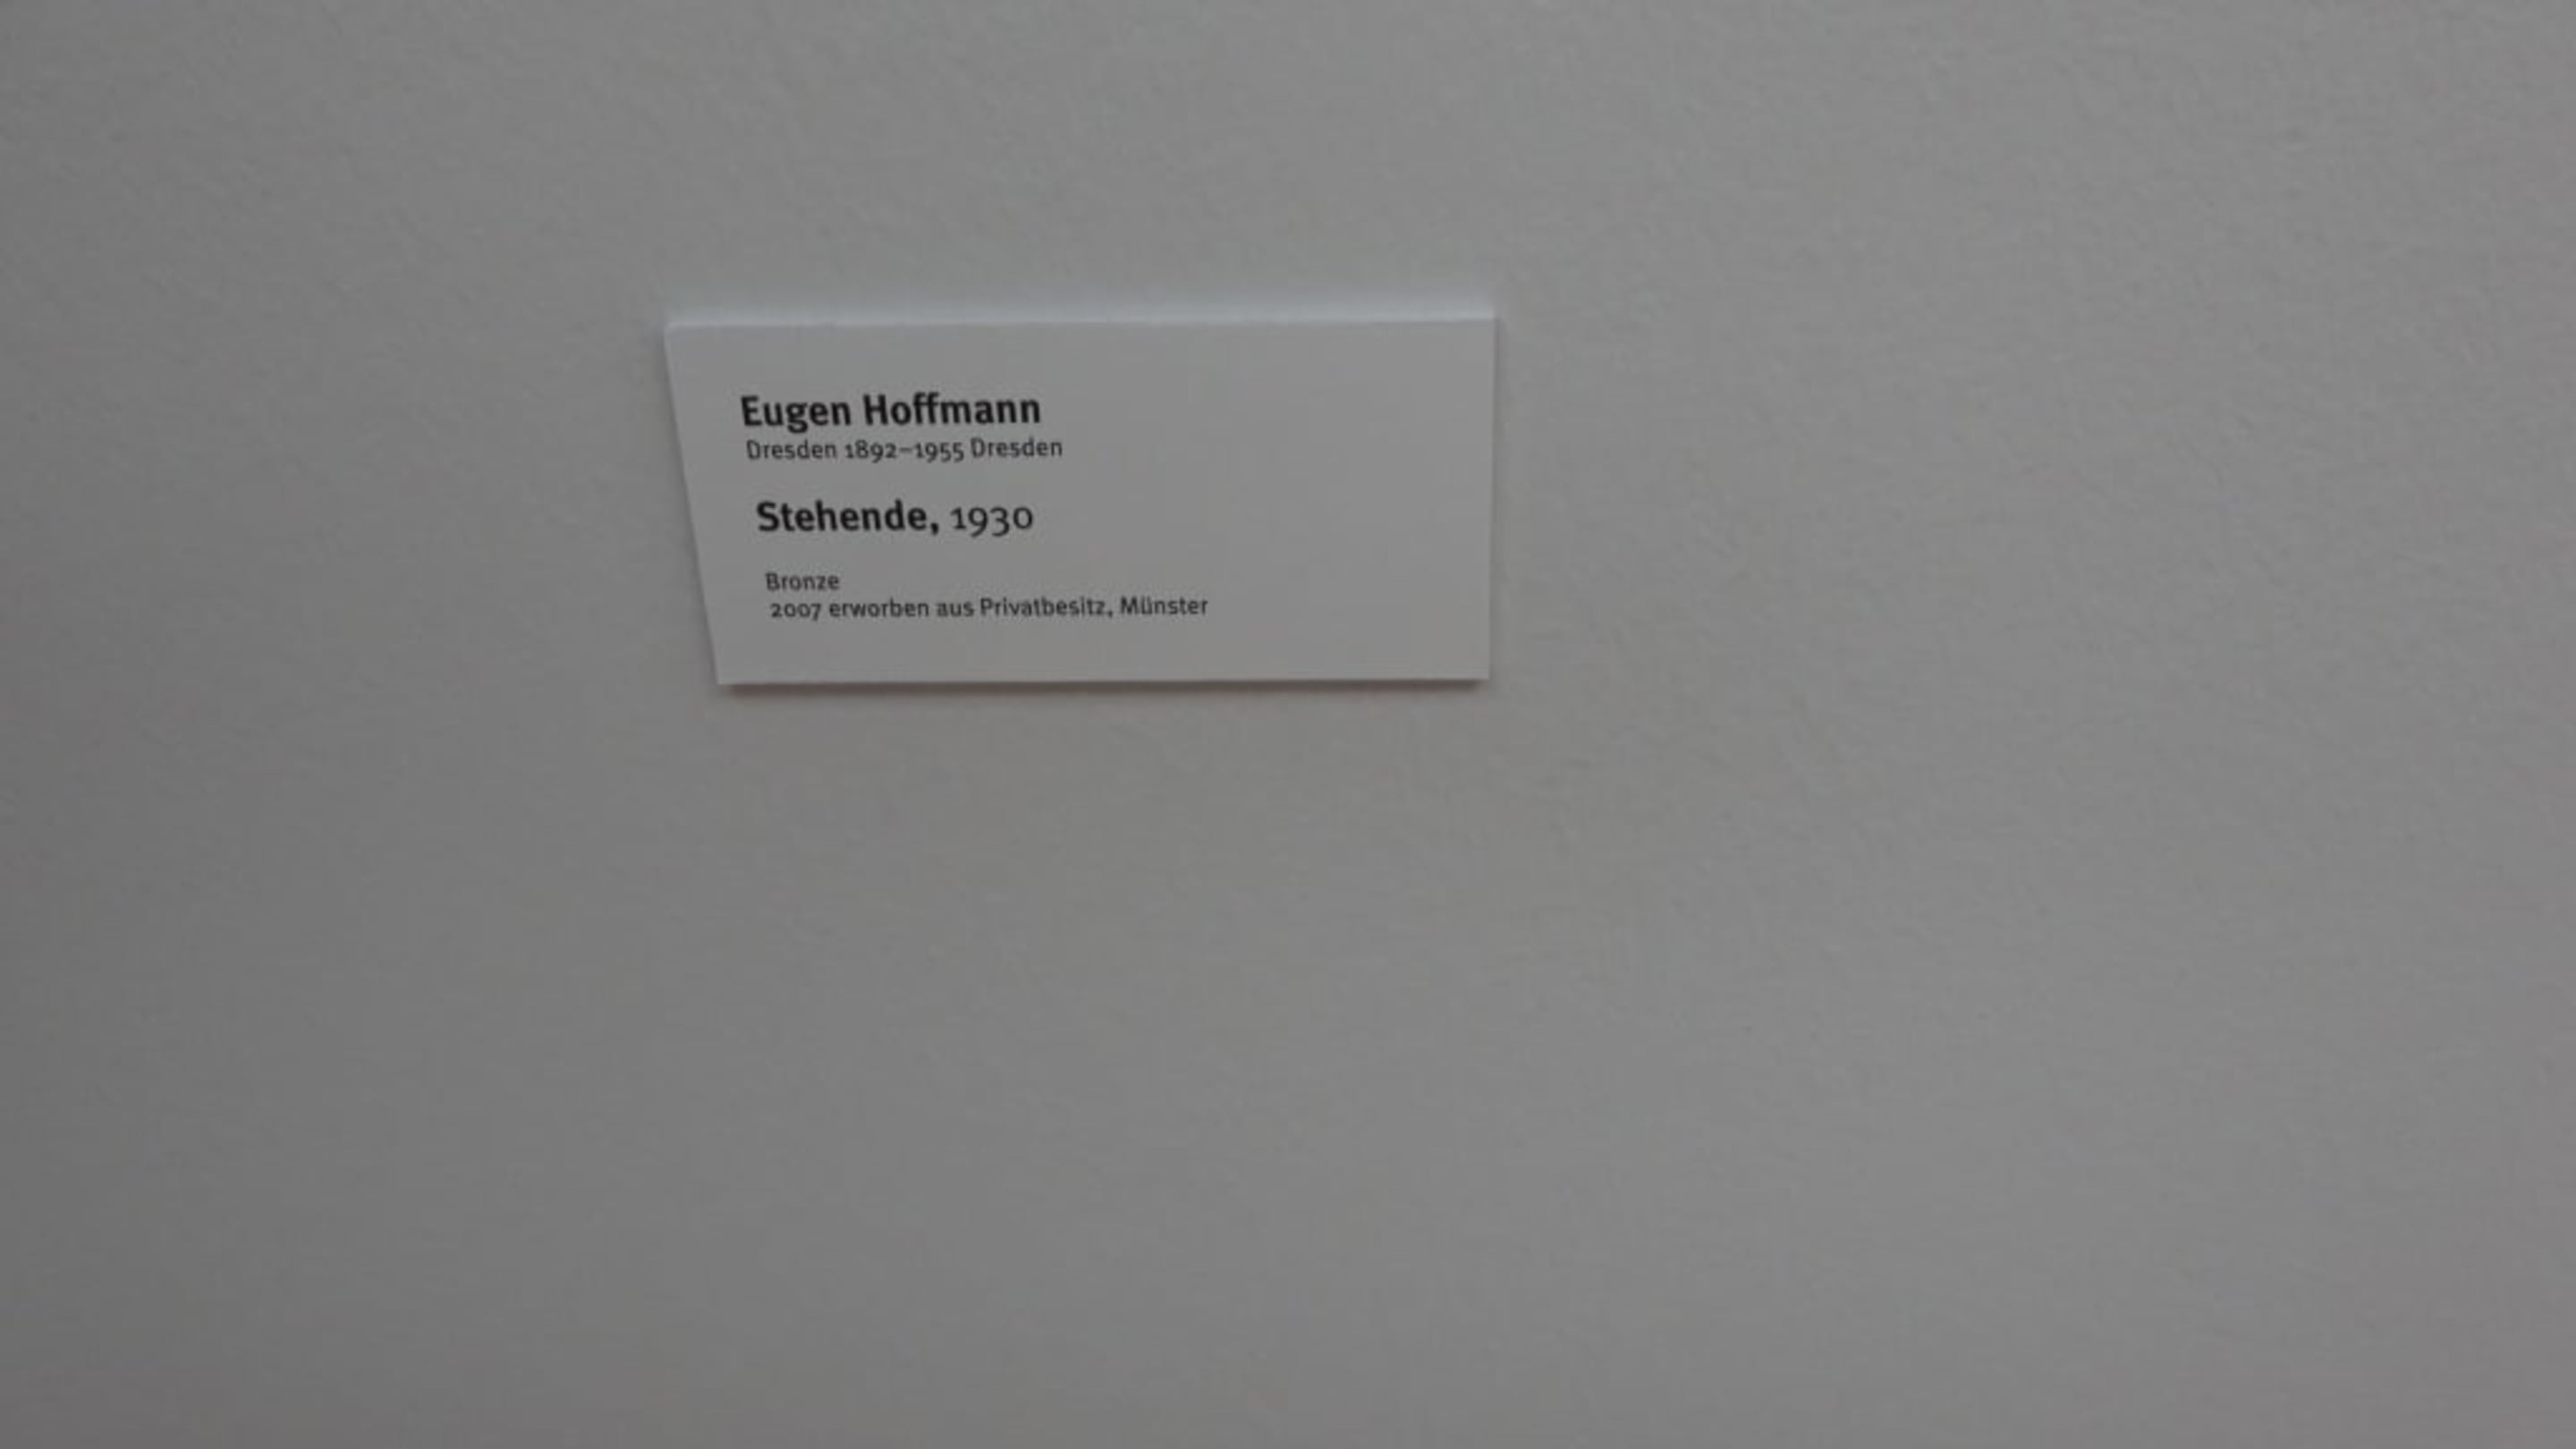 Eugen Hoffmann
Dresden 1892–1955 Dresden
Stehende, 1930
Bronze
2007 erworben aus Privatbesitz, Münster